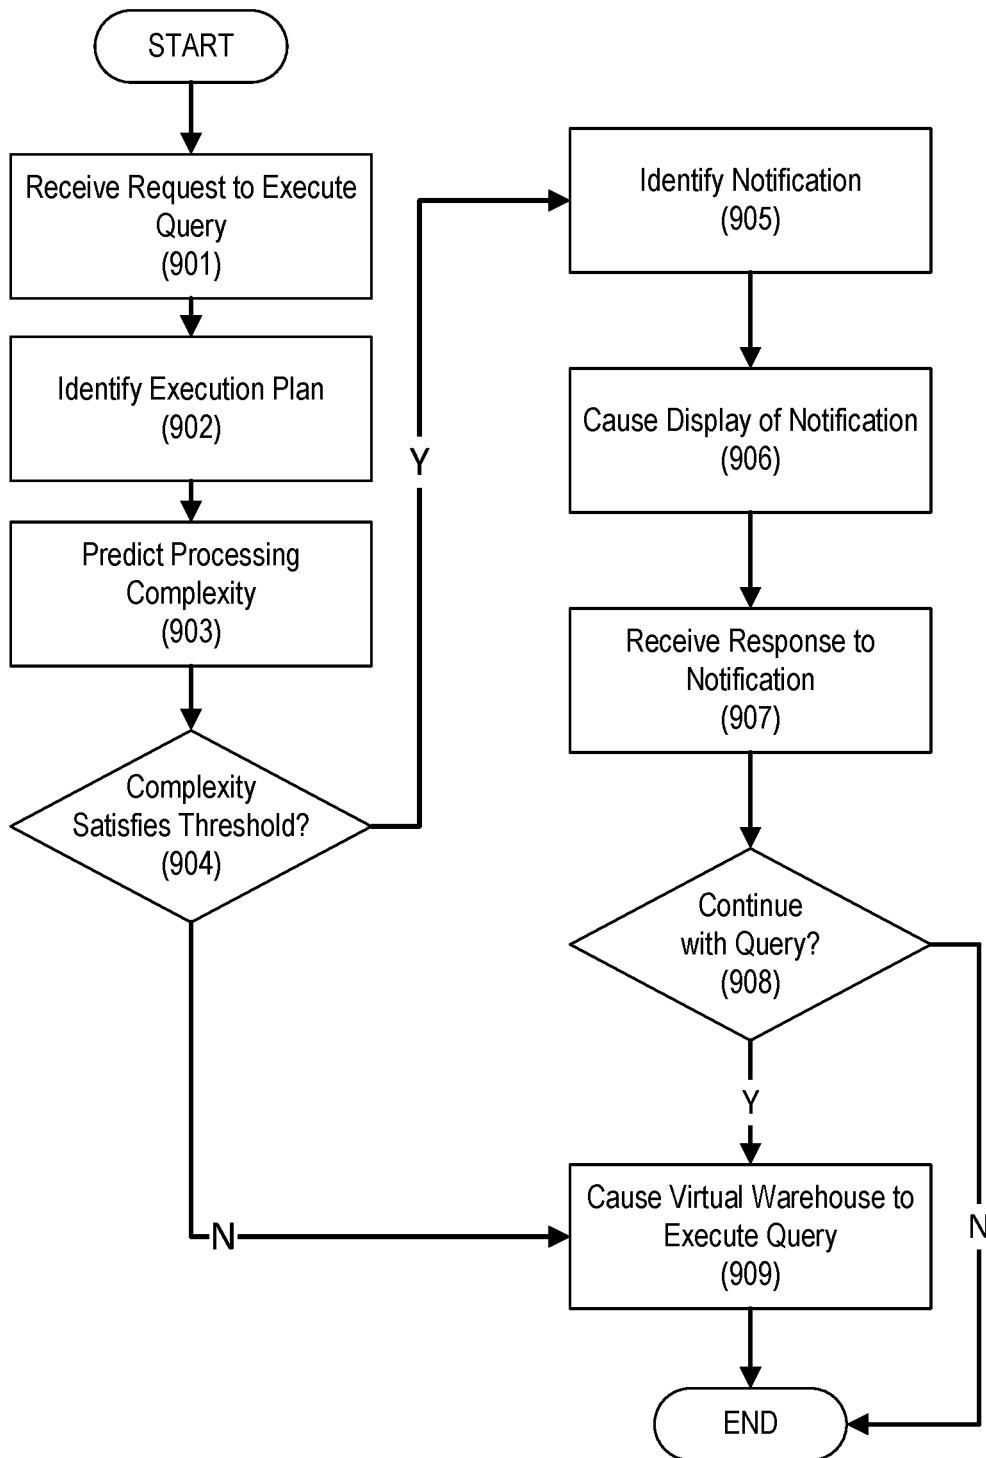 START
Receive Request to Execute
Query
(901)
Identify Execution Plan
(902)
Predict Processing
Complexity
(903)
Complexity
Satisfies Threshold?
(904)
Y
N
Identify Notification
(905)
Cause Display of Notification
(906)
Receive Response to
Notification
(907)
Continue
with Query?
(908)
Y
N
Cause Virtual Warehouse to
Execute Query
(909)
END